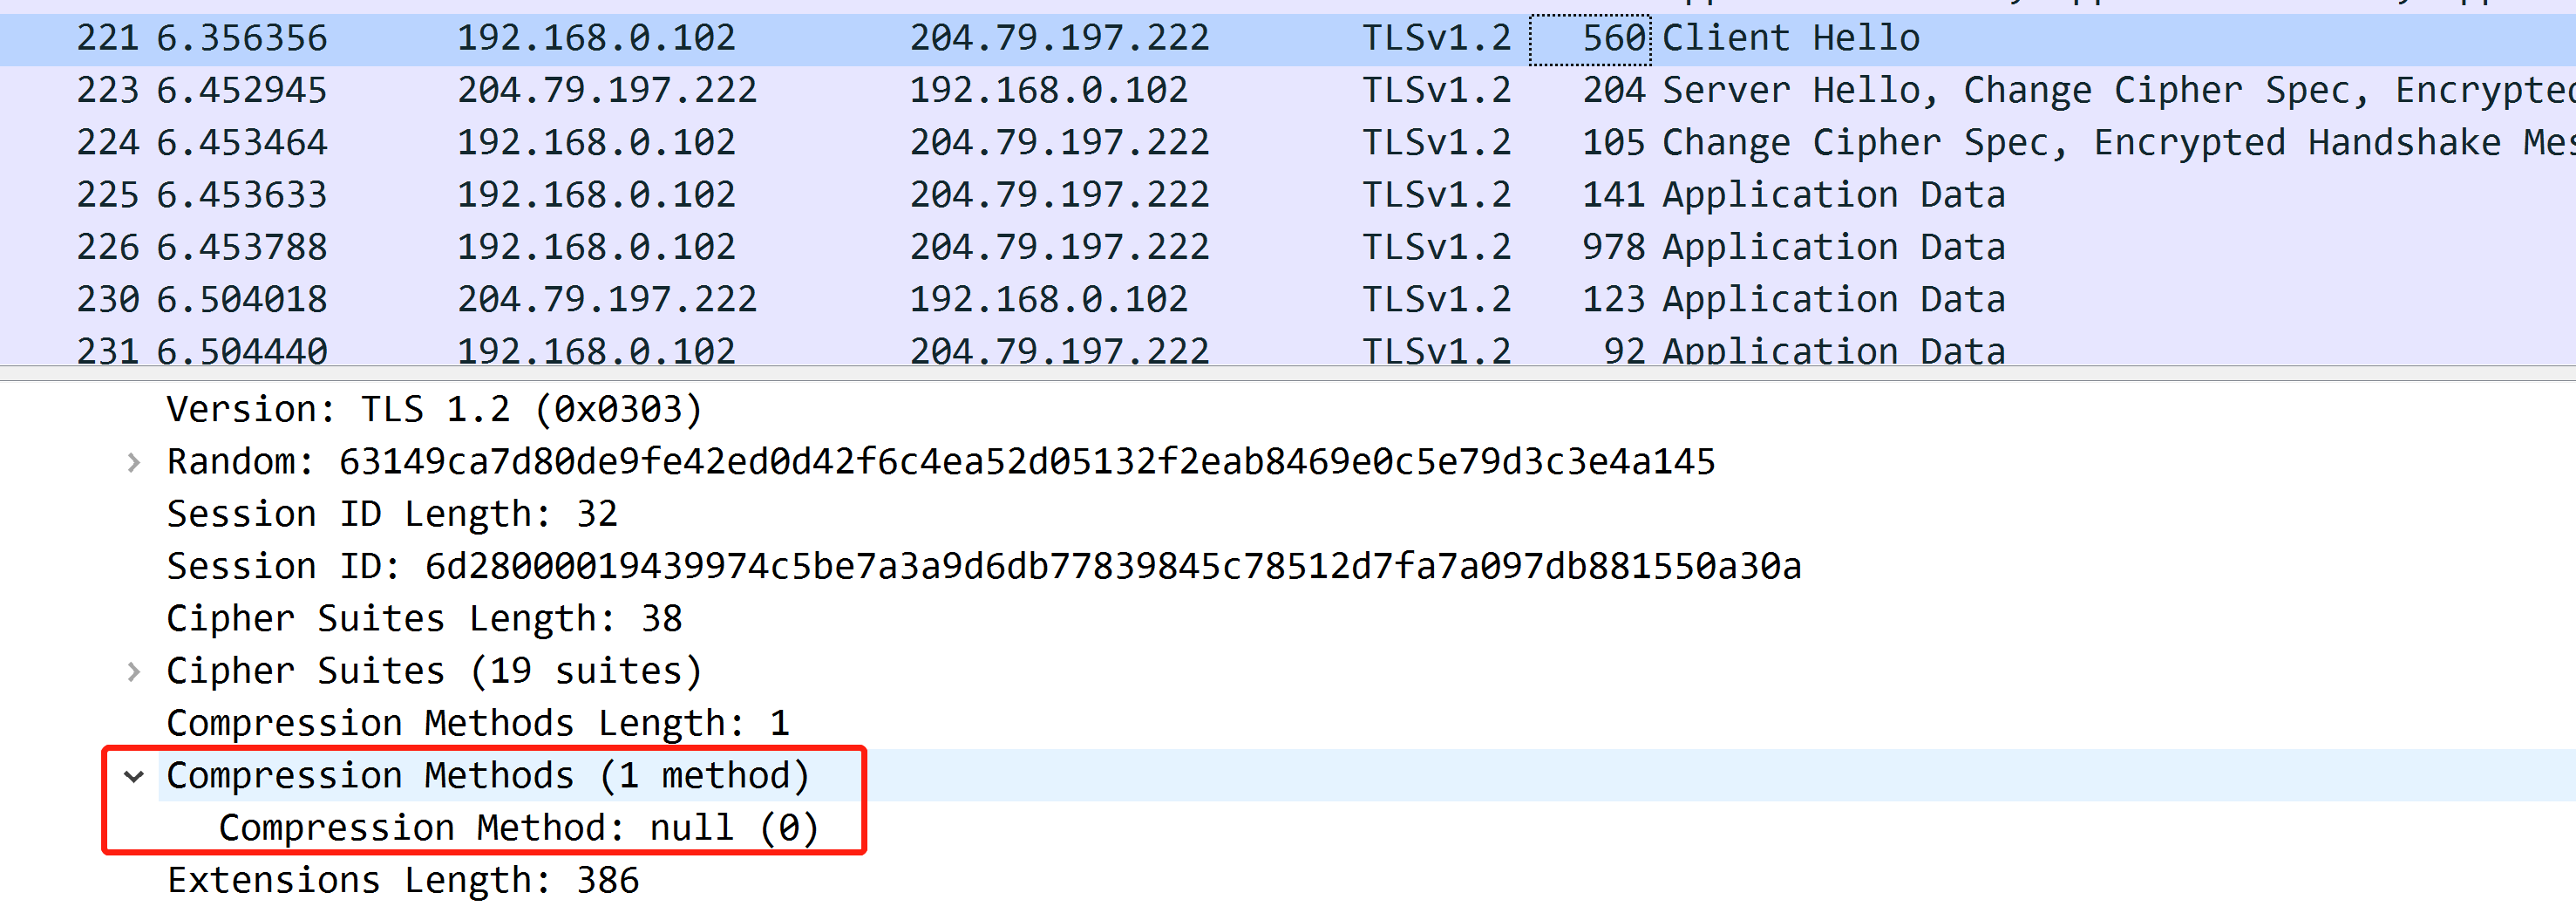 221 6.356356 192.168.0.102 204.79.197.222 TLSv1.2 560 Client Hello
223 6.452945 204.79.197.222 192.168.0.102 TLSv1.2 204 Server Hello, Change Cipher Spec, Encrypted
224 6.453464 192.168.0.102 204.79.197.222 TLSv1.2 105 Change Cipher Spec, Encrypted Handshake Mes
225 6.453633 192.168.0.102 204.79.197.222 TLSv1.2 141 Application Data
226 6.453788 192.168.0.102 204.79.197.222 TLSv1.2 978 Application Data
230 6.504018 204.79.197.222 192.168.0.102 TLSv1.2 123 Application Data
231 6.504440 192.168.0.102 204.79.197.222 TLSv1.2 92 Application Data
Version: TLS 1.2 (0x0303)
Random: 63149ca7d80de9fe42ed0d42f6c4ea52d05132f2eab8469e0c5e79d3c3e4a145
Session ID Length: 32
Session ID: 6d28000019439974c5be7a3a9d6db77839845c78512d7fa7a097db881550a30a
Cipher Suites Length: 38
Cipher Suites (19 suites)
Compression Methods Length: 1
Compression Methods (1 method)
Compression Method: null (0)
Extensions Length: 386